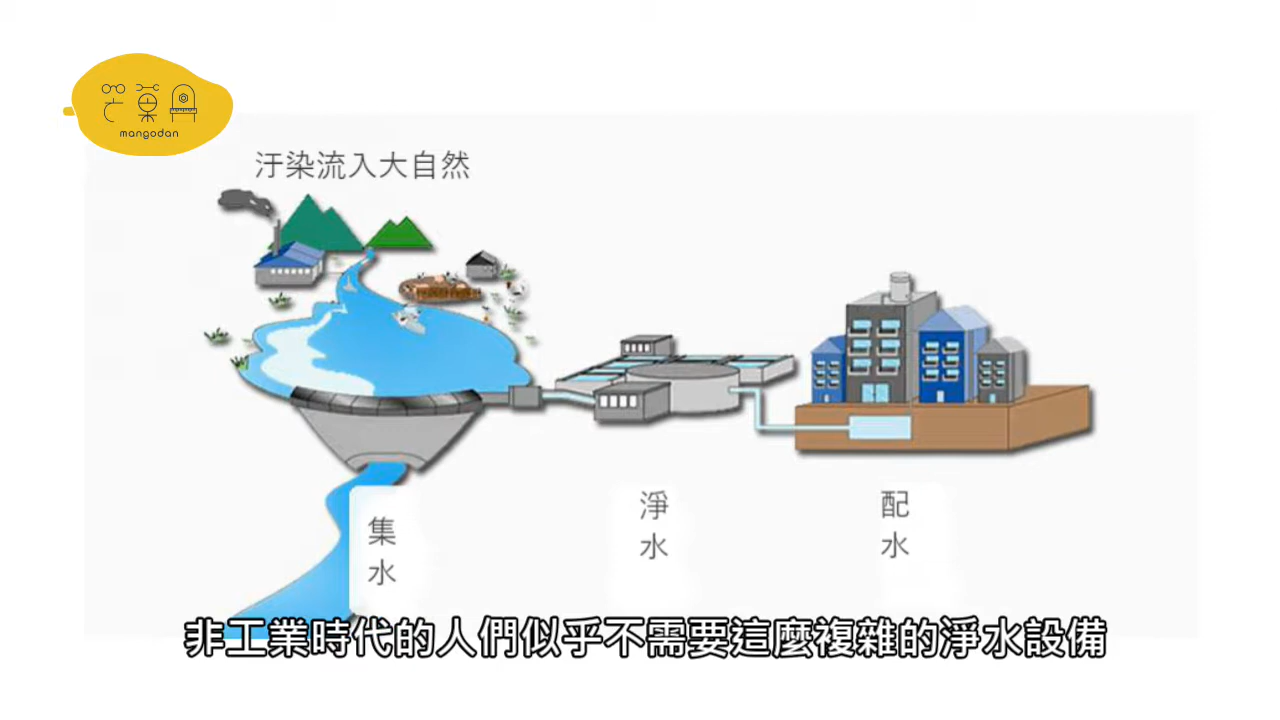 芒菓丹
mangodan
汙染流入大自然
集水
淨水
配水
非工業時代的人們似乎不需要這麼複雜的淨水設備